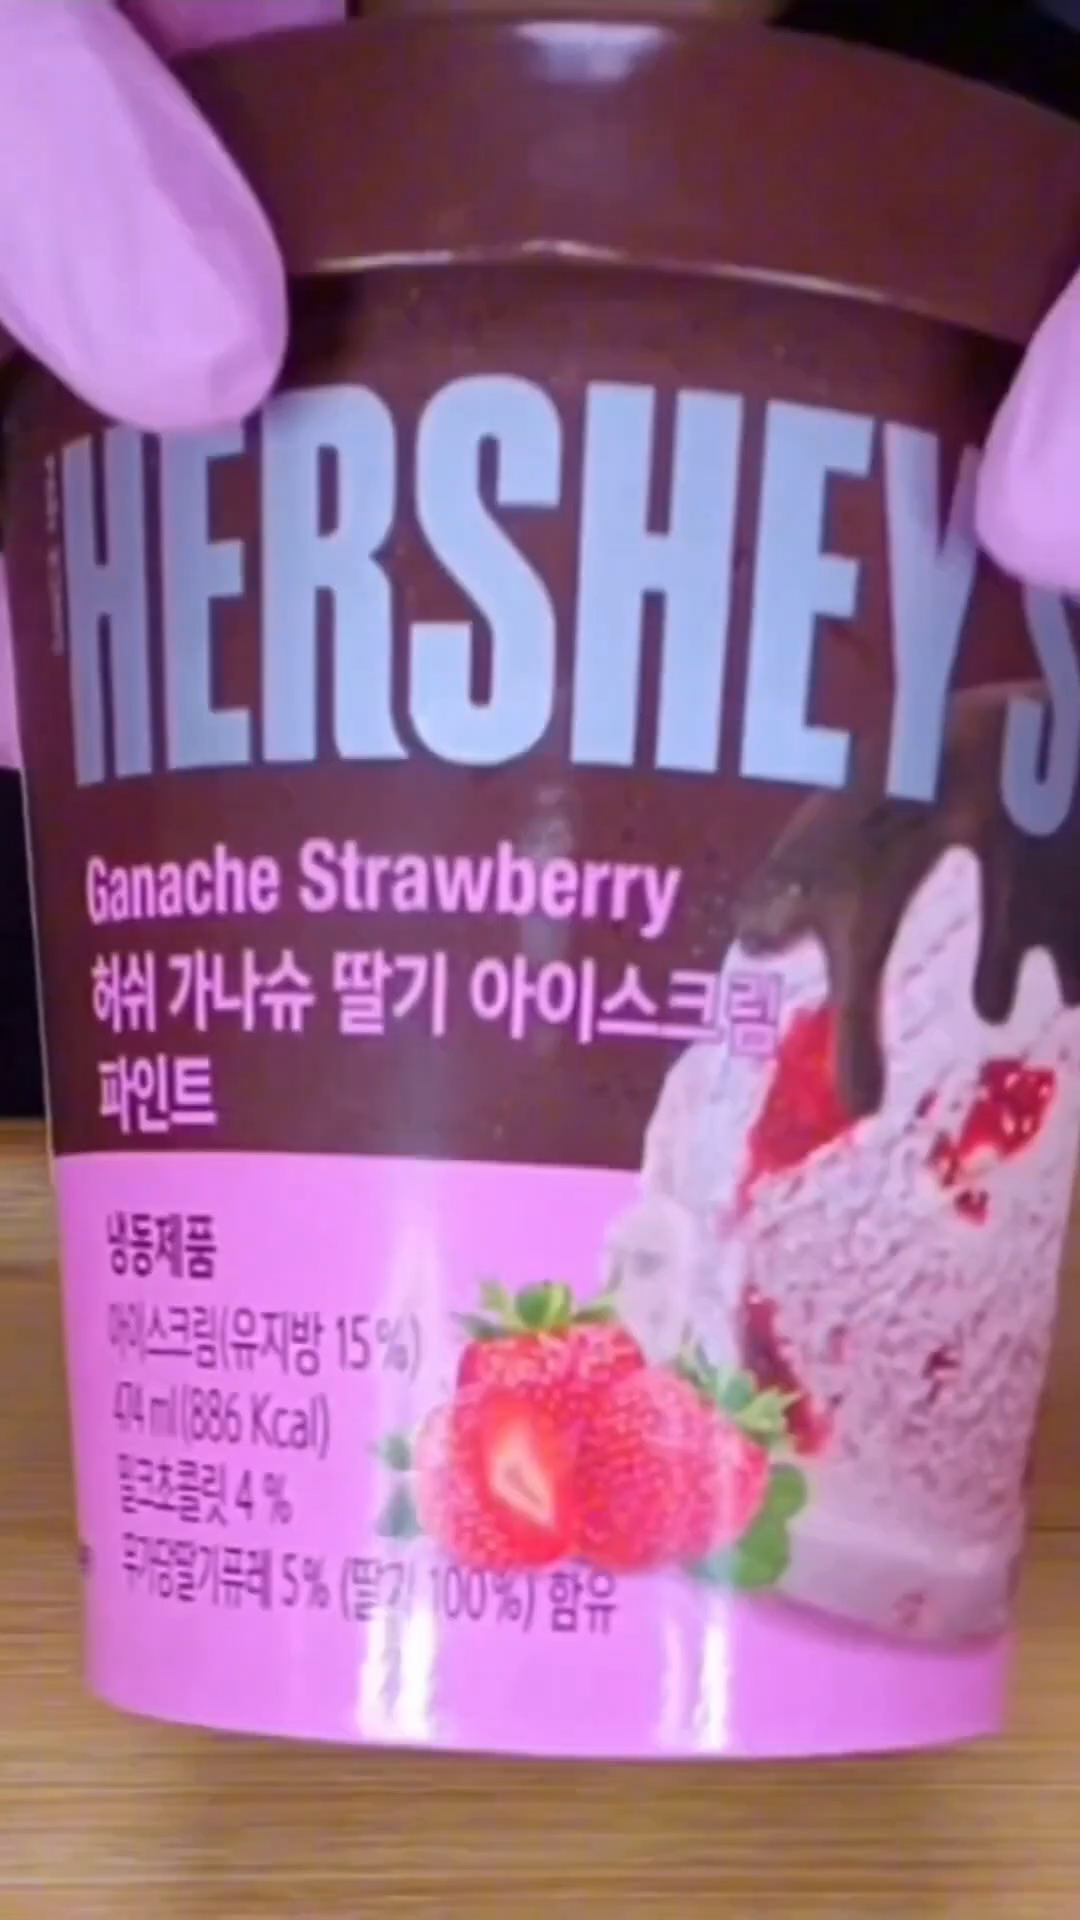 HERSHEY'S
Ganache Strawberry
허쉬 가나슈 딸기 아이스크림
파인트
냉동제품
아이스크림(유지방 15%)
474 ml(886 Kcal)
밀크초콜릿 4 %
무가당딸기퓨레 5% (딸기 100%) 함유